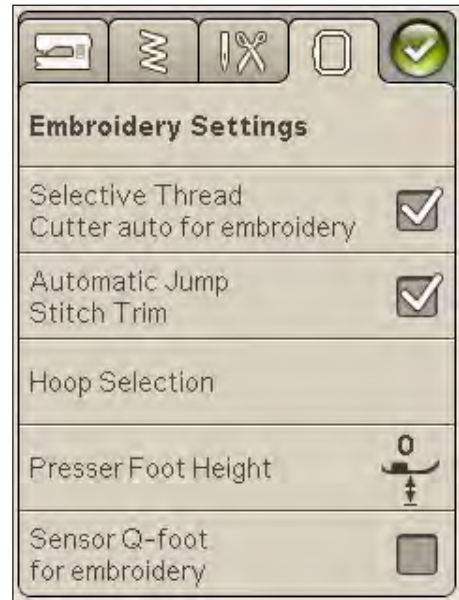 Embroidery Settings
Selective Thread
Cutter auto for embroidery
Automatic Jump
Stitch Trim
Hoop Selection
Presser Foot Height
0
Sensor Q-foot
for embroidery